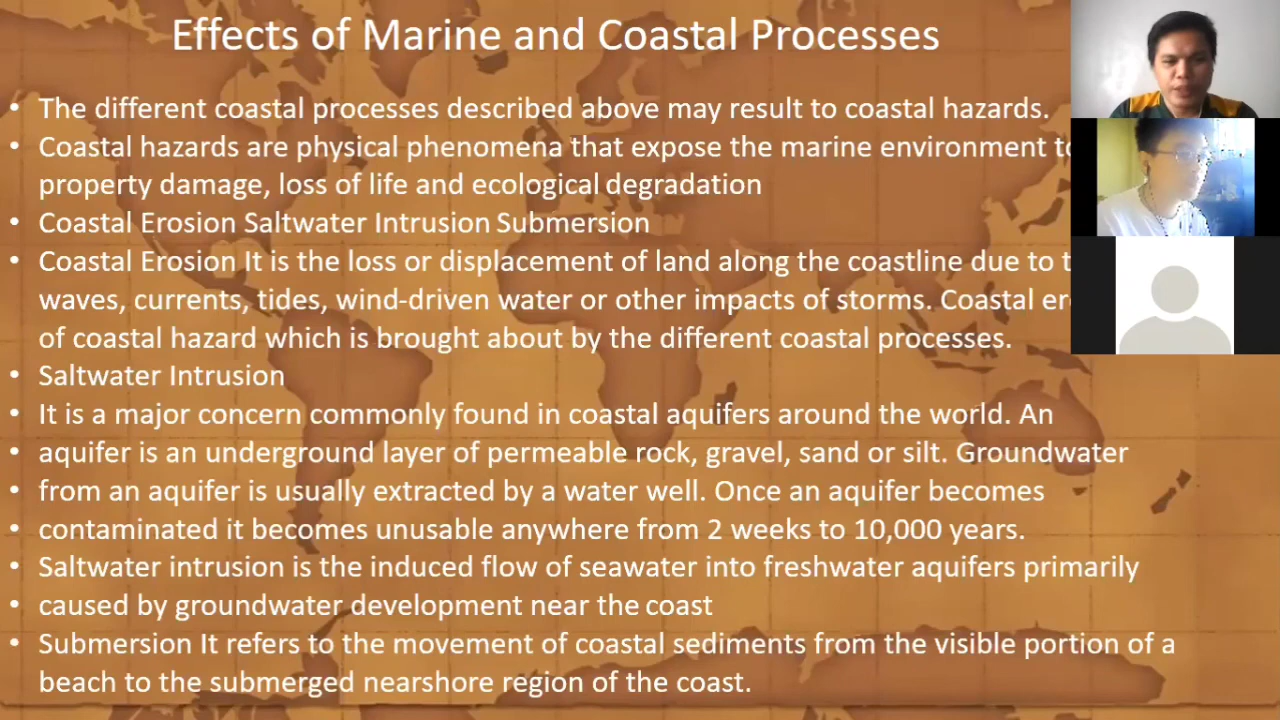 Effects of Marine and Coastal Processes
• The different coastal processes described above may result to coastal hazards.
• Coastal hazards are physical phenomena that expose the marine environment to
property damage, loss of life and ecological degradation
• Coastal Erosion Saltwater Intrusion Submersion
• Coastal Erosion It is the loss or displacement of land along the coastline due to
waves, currents, tides, wind-driven water or other impacts of storms. Coastal
of coastal hazard which is brought about by the different coastal processes.
• Saltwater Intrusion
• It is a major concern commonly found in coastal aquifers around the world. An
• aquifer is an underground layer of permeable rock, gravel, sand or silt. Groundwater
• from an aquifer is usually extracted by a water well. Once an aquifer becomes
• contaminated it becomes unusable anywhere from 2 weeks to 10,000 years.
• Saltwater intrusion is the induced flow of seawater into freshwater aquifers primarily
• caused by groundwater development near the coast
• Submersion It refers to the movement of coastal sediments from the visible portion of a
beach to the submerged nearshore region of the coast.